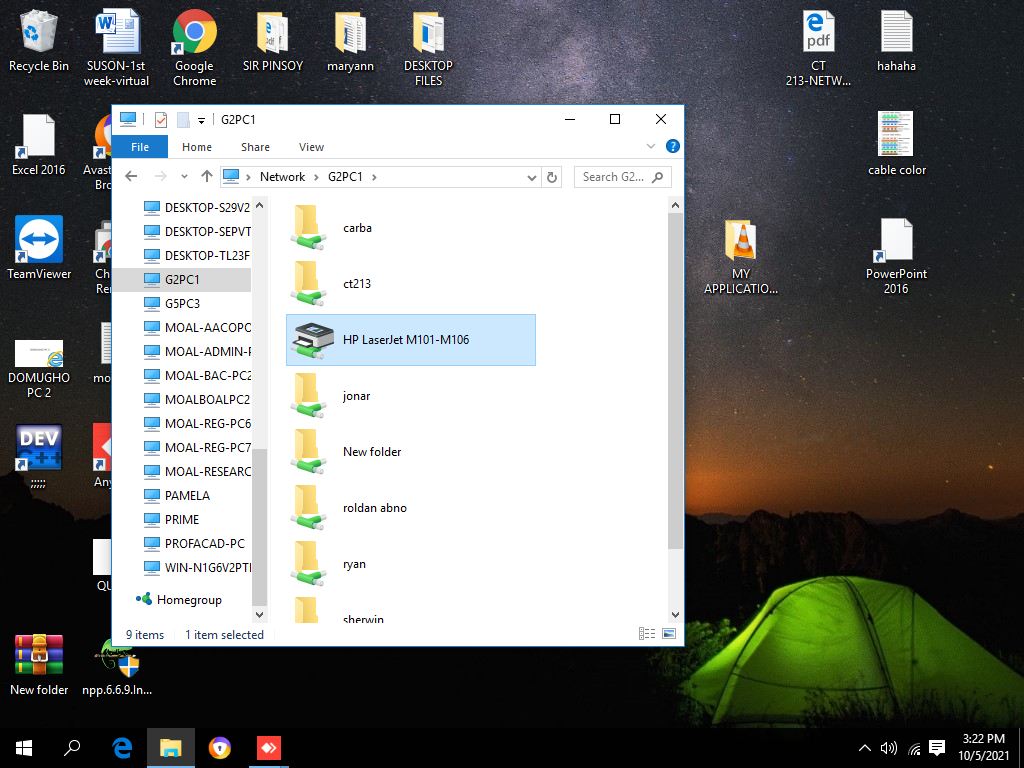 Recycle Bin
SUSON-1st
week-virtual
Google
Chrome
SIR PINSOY
maryann
DESKTOP
FILES
pdf
CT
213-NETW...
hahaha
G2PC1
File
Home
Share
View
?
Network
G2PC1
Search G2...
Excel 2016
Avas
Bro
cable color
TeamViewer
Ch
Ren
MY
APPLICATIO...
PowerPoint
2016
DOMUGHO
PC 2
mo
DEV
C++
;;;;;
Any
QU
New folder
npp.6.6.9.In...
DESKTOP-S29V2
DESKTOP-SEPVT
DESKTOP-TL23F
G2PC1
G5PC3
MOAL-AACOPO
MOAL-ADMIN-P
MOAL-BAC-PC2
MOALBOALPC2
MOAL-REG-PC6
MOAL-REG-PC7
MOAL-RESEARC
PAMELA
PRIME
PROFACAD-PC
WIN-N1G6V2PTI
Homegroup
carba
ct213
HP LaserJet M101-M106
jonar
New folder
roldan abno
ryan
sherwin
9 items
1 item selected
3:22 PM
10/5/2021